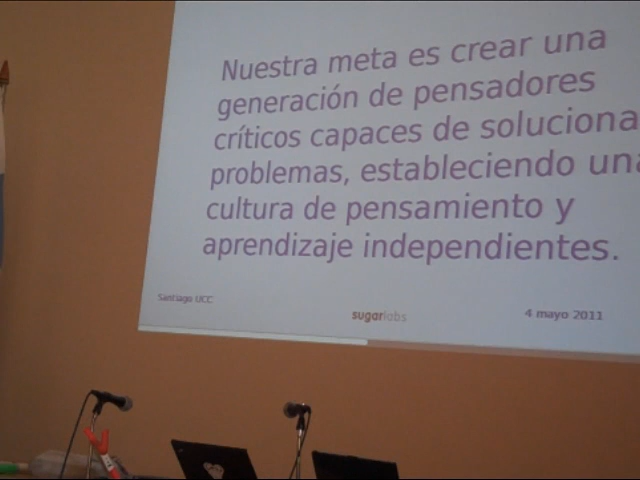 Nuestra meta es crear una
generación de pensadores
críticos capaces de soluciona
problemas, estableciendo una
cultura de pensamiento y
aprendizaje independientes.
Santiago UCC
sugarlabs
4 mayo 2011